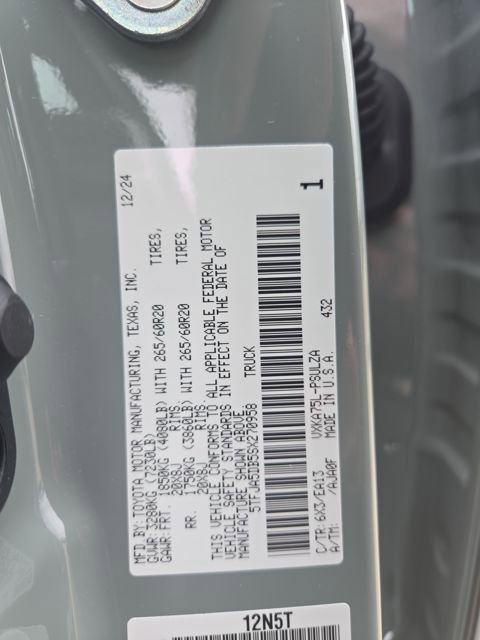 MFD.BY: TOYOTA MOTOR MANUFACTURING, TEXAS, INC. 12/24
GVWR: 3280KG (7230LB)
GAWR: FRT. 1850KG (4080LB) WITH 265/60R20 TIRES,
20X8J RIMS.
RR. 1750KG (3860LB) WITH 265/60R20 TIRES,
20X8J RIMS.
THIS VEHICLE CONFORMS TO ALL APPLICABLE FEDERAL MOTOR
VEHICLE SAFETY STANDARDS IN EFFECT ON THE DATE OF
MANUFACTURE SHOWN ABOVE.
5TFJA5DB5SX270958 TRUCK
C/TR: 6X3/EA13 VXKA75L-PSULZA 432
A/TM: /AJA0F MADE IN U.S.A.
1
12N5T